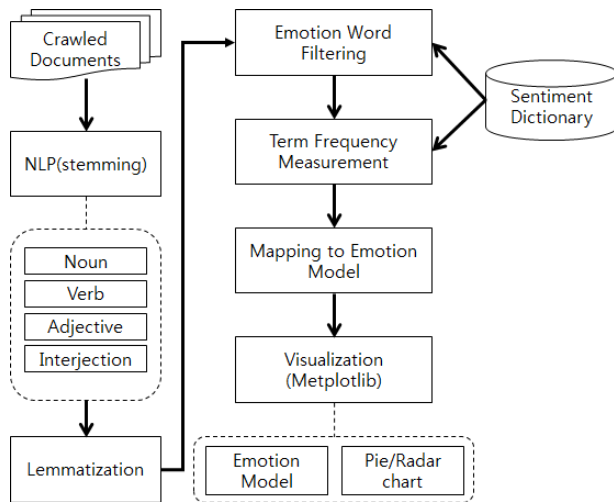 Crawled
Documents
NLP(stemming)
Noun
Verb
Adjective
Interjection
Lemmatization
Emotion Word
Filtering
Term Frequency
Measurement
Mapping to Emotion
Model
Visualization
(Metplotlib)
Emotion
Model
Pie/Radar
chart
Sentiment
Dictionary